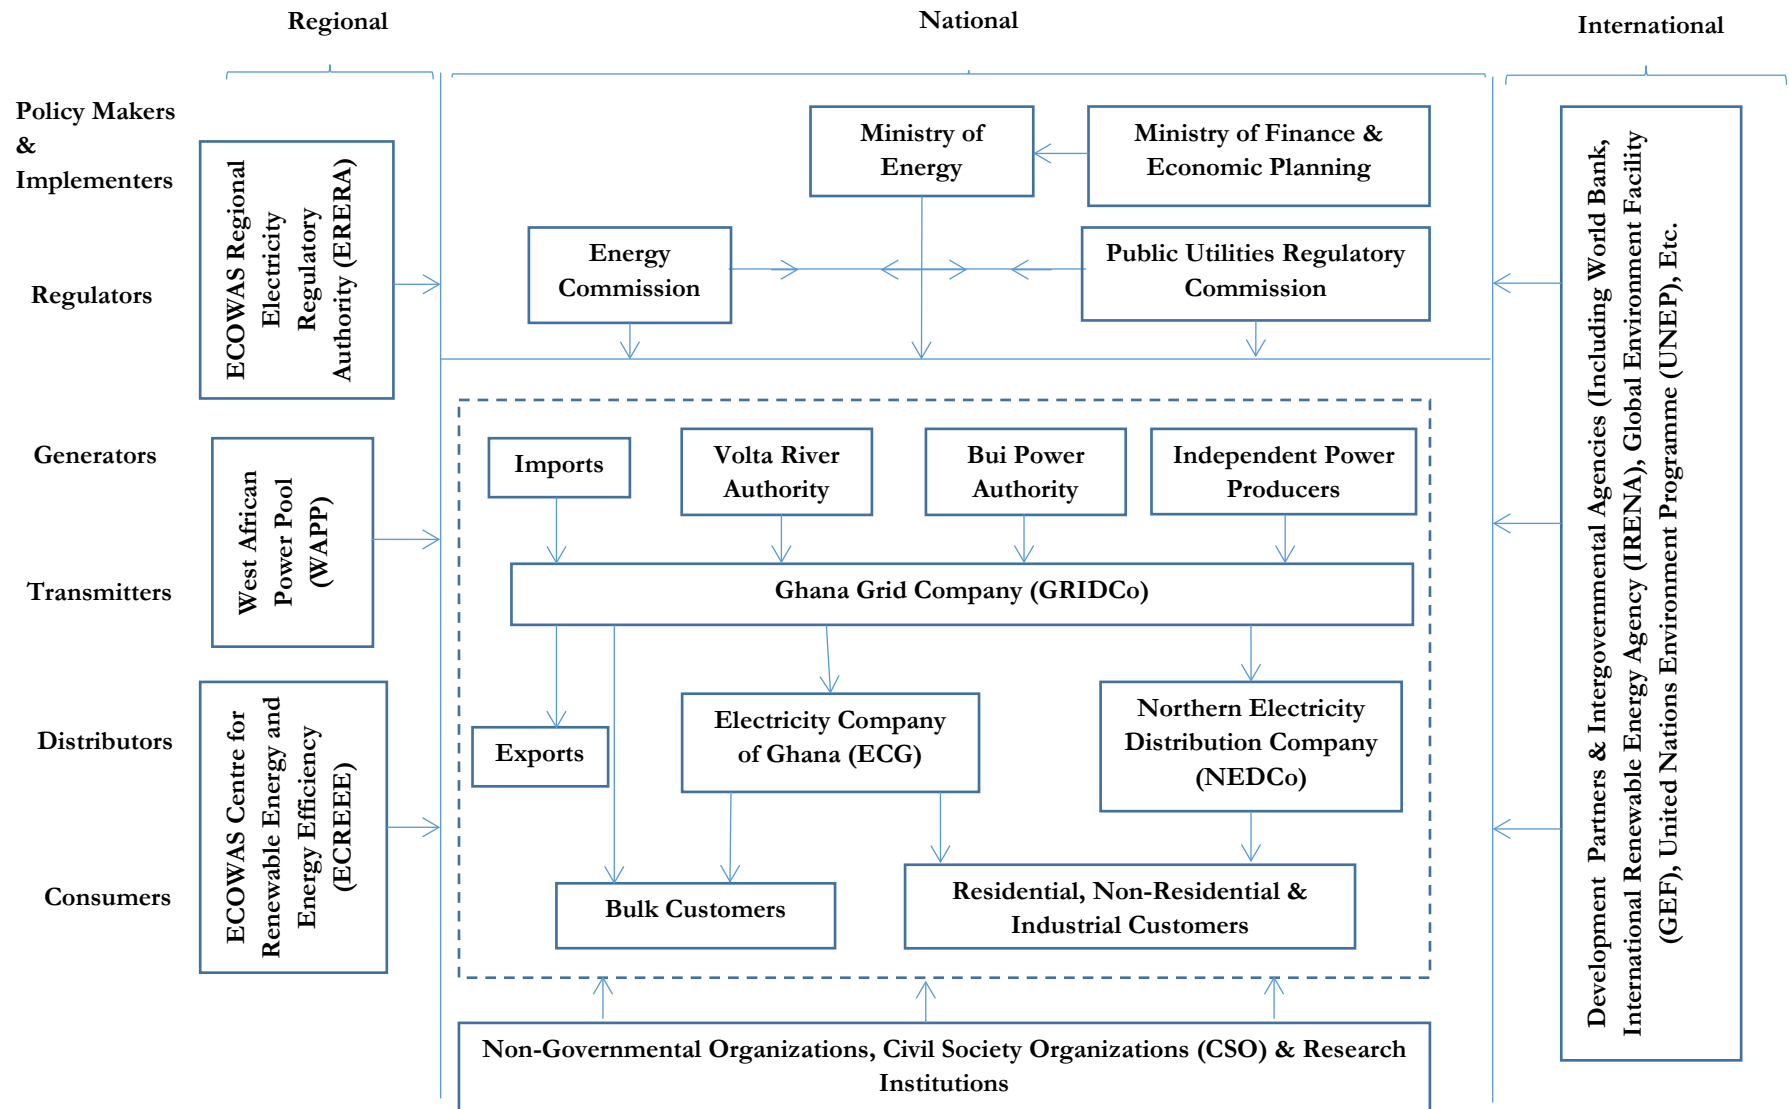 Regional
National
International
Policy Makers
&
Implementers
Regulators
Generators
Transmitters
Distributors
Consumers
ECOWAS Regional
Electricity
Regulatory
Authority (ERERA)
West African
Power Pool
(WAPP)
ECOWAS Centre for
Renewable Energy and
Energy Efficiency
(ECREEE)
Ministry of
Energy
Ministry of Finance &
Economic Planning
Energy
Commission
Public Utilities Regulatory
Commission
Imports
Volta River
Authority
Bui Power
Authority
Independent Power
Producers
Ghana Grid Company (GRIDCo)
Exports
Electricity Company
of Ghana (ECG)
Northern Electricity
Distribution Company
(NEDCo)
Bulk Customers
Residential, Non-Residential &
Industrial Customers
Non-Governmental Organizations, Civil Society Organizations (CSO) & Research
Institutions
Development Partners & Intergovernmental Agencies (Including World Bank,
International Renewable Energy Agency (IRENA), Global Environment Facility
(GEF), United Nations Environment Programme (UNEP), Etc.